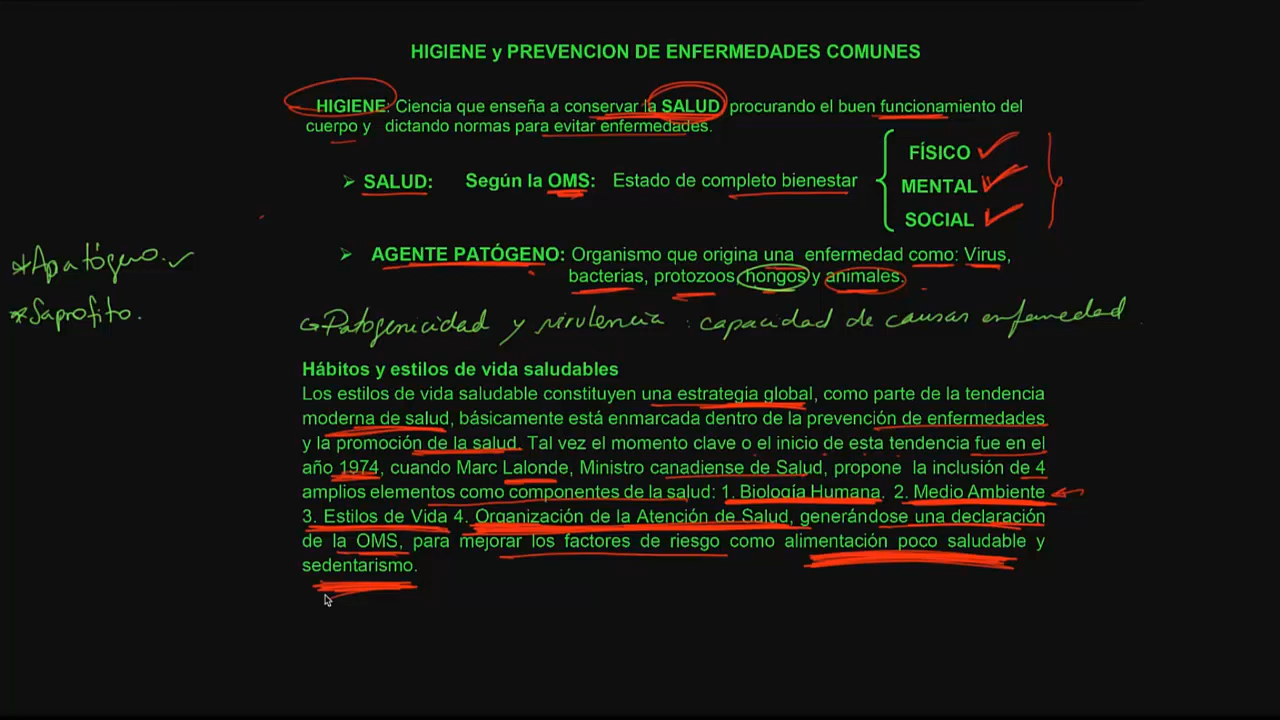 HIGIENE y PREVENCION DE ENFERMEDADES COMUNES
HIGIENE: Ciencia que enseña a conservar la SALUD procurando el buen funcionamiento del
cuerpo y dictando normas para evitar enfermedades.
FÍSICO
➢ SALUD: Según la OMS: Estado de completo bienestar
MENTAL
SOCIAL
➢ AGENTE PATÓGENO: Organismo que origina una enfermedad como: Virus,
bacterias, protozoos, hongos y animales.
*Apatógeno.
*Saprofito.
Patogenicidad y virulencia : capacidad de causar enfermedad.
Hábitos y estilos de vida saludables
Los estilos de vida saludable constituyen una estrategia global, como parte de la tendencia
moderna de salud, básicamente está enmarcada dentro de la prevención de enfermedades
y la promoción de la salud. Tal vez el momento clave o el inicio de esta tendencia fue en el
año 1974, cuando Marc Lalonde, Ministro canadiense de Salud, propone la inclusión de 4
amplios elementos como componentes de la salud: 1. Biología Humana. 2. Medio Ambiente
3. Estilos de Vida 4. Organización de la Atención de Salud, generándose una declaración
de la OMS, para mejorar los factores de riesgo como alimentación poco saludable y
sedentarismo.